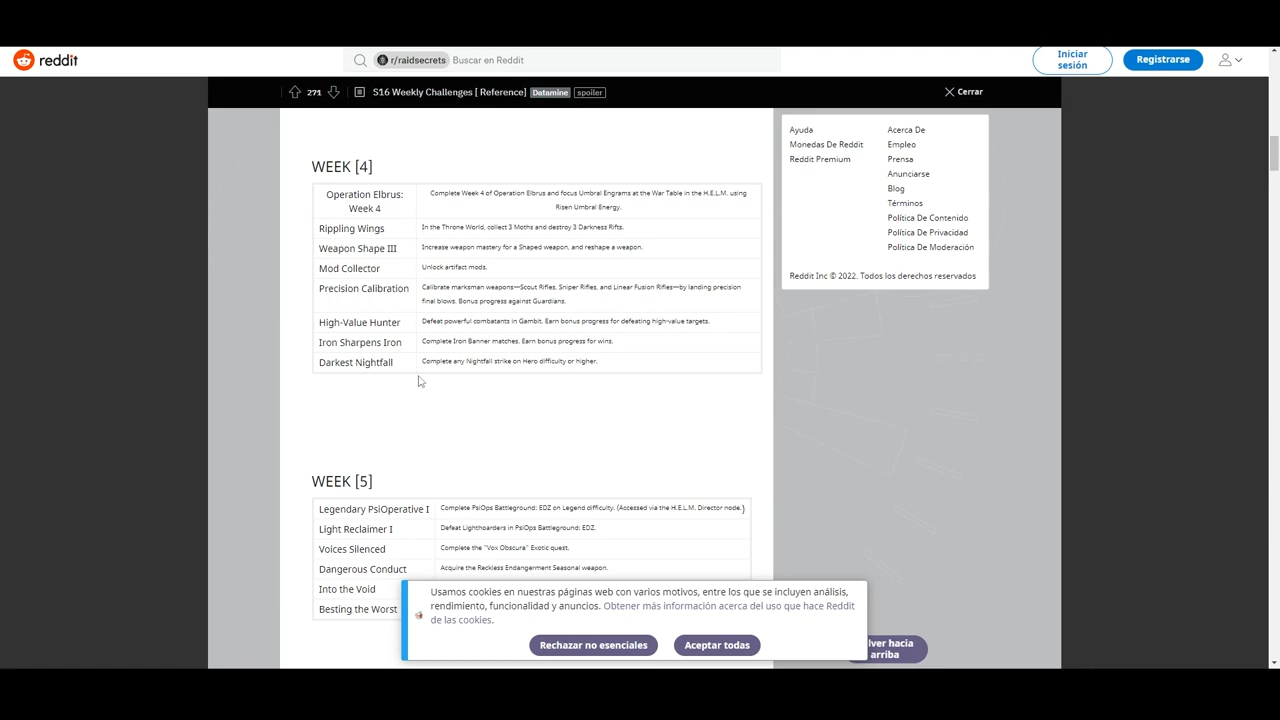 reddit
r/raidsecrets Buscar en Reddit
Iniciar
sesión
Registrarse
271 S16 Weekly Challenges [ Reference] Datamine spoiler
Cerrar
WEEK [4]
Operation Elbrus:
Week 4
Complete Week 4 of Operation Elbrus and focus Umbral Engrams at the War Table in the H.E.L.M. using
Risen Umbral Energy.
Rippling Wings In the Throne World, collect 3 Moths and destroy 3 Darkness Rifts.
Weapon Shape III Increase weapon mastery for a Shaped weapon, and reshape a weapon.
Mod Collector Unlock artifact mods.
Precision Calibration Calibrate marksman weapons—Scout Rifles, Sniper Rifles, and Linear Fusion Rifles—by landing precision
final blows. Bonus progress against Guardians.
High-Value Hunter Defeat powerful combatants in Gambit. Earn bonus progress for defeating high-value targets.
Iron Sharpens Iron Complete Iron Banner matches. Earn bonus progress for wins.
Darkest Nightfall Complete any Nightfall strike on Hero difficulty or higher.
WEEK [5]
Legendary PsiOperative I Complete PsiOps Battleground: EDZ on Legend difficulty. (Accessed via the H.E.L.M. Director node.)
Light Reclaimer I Defeat Lighthoarders in PsiOps Battleground: EDZ.
Voices Silenced Complete the "Vox Obscura" Exotic quest.
Dangerous Conduct Acquire the Reckless Endangerment Seasonal weapon.
Into the Void
Besting the Worst
Ayuda
Monedas De Reddit
Reddit Premium
Acerca De
Empleo
Prensa
Anunciarse
Blog
Términos
Política De Contenido
Política De Privacidad
Política De Moderación
Reddit Inc © 2022. Todos los derechos reservados
Usamos cookies en nuestras páginas web con varios motivos, entre los que se incluyen análisis,
rendimiento, funcionalidad y anuncios. Obtener más información acerca del uso que hace Reddit
de las cookies.
Rechazar no esenciales
Aceptar todas
lver hacia
arriba